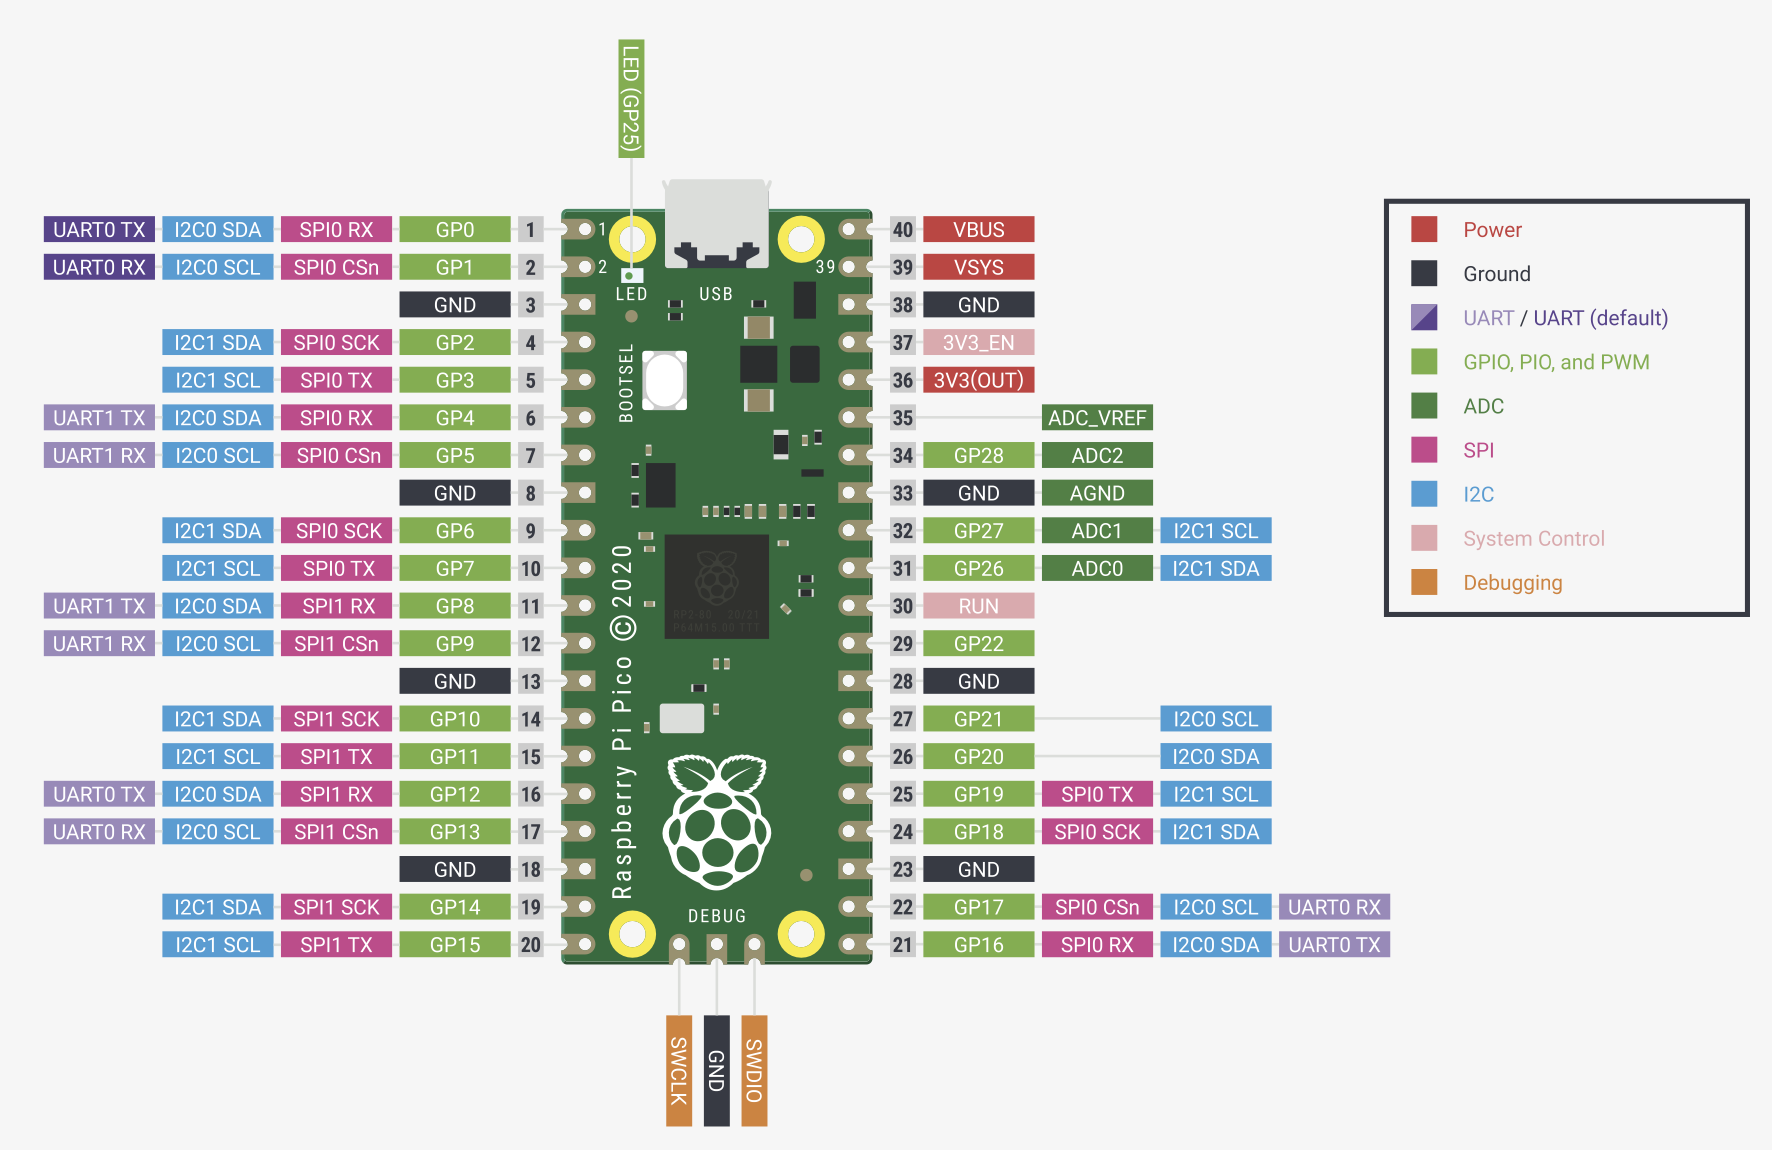 LED (GP25)
UART0 TX I2C0 SDA SPI0 RX GP0 1 1 40 VBUS
UART0 RX I2C0 SCL SPI0 CSn GP1 2 2 39 39 VSYS
LED USB
GND 3 38 GND
I2C1 SDA SPI0 SCK GP2 4 37 3V3_EN
I2C1 SCL SPI0 TX GP3 5 36 3V3(OUT)
BOOTSEL
UART1 TX I2C0 SDA SPI0 RX GP4 6 35 ADC_VREF
UART1 RX I2C0 SCL SPI0 CSn GP5 7 34 GP28 ADC2
GND 8 33 GND AGND
I2C1 SDA SPI0 SCK GP6 9 32 GP27 ADC1 I2C1 SCL
I2C1 SCL SPI0 TX GP7 10 31 GP26 ADC0 I2C1 SDA
UART1 TX I2C0 SDA SPI1 RX GP8 11 30 RUN
RP2-B0 20/21
P64M15.00 TTT
UART1 RX I2C0 SCL SPI1 CSn GP9 12 29 GP22
GND 13 28 GND
I2C1 SDA SPI1 SCK GP10 14 27 GP21 I2C0 SCL
I2C1 SCL SPI1 TX GP11 15 26 GP20 I2C0 SDA
Raspberry Pi Pico ©2020
UART0 TX I2C0 SDA SPI1 RX GP12 16 25 GP19 SPI0 TX I2C1 SCL
UART0 RX I2C0 SCL SPI1 CSn GP13 17 24 GP18 SPI0 SCK I2C1 SDA
GND 18 23 GND
I2C1 SDA SPI1 SCK GP14 19 22 GP17 SPI0 CSn I2C0 SCL UART0 RX
DEBUG
I2C1 SCL SPI1 TX GP15 20 21 GP16 SPI0 RX I2C0 SDA UART0 TX
SWCLK GND SWDIO
Power
Ground
UART / UART (default)
GPIO, PIO, and PWM
ADC
SPI
I2C
System Control
Debugging